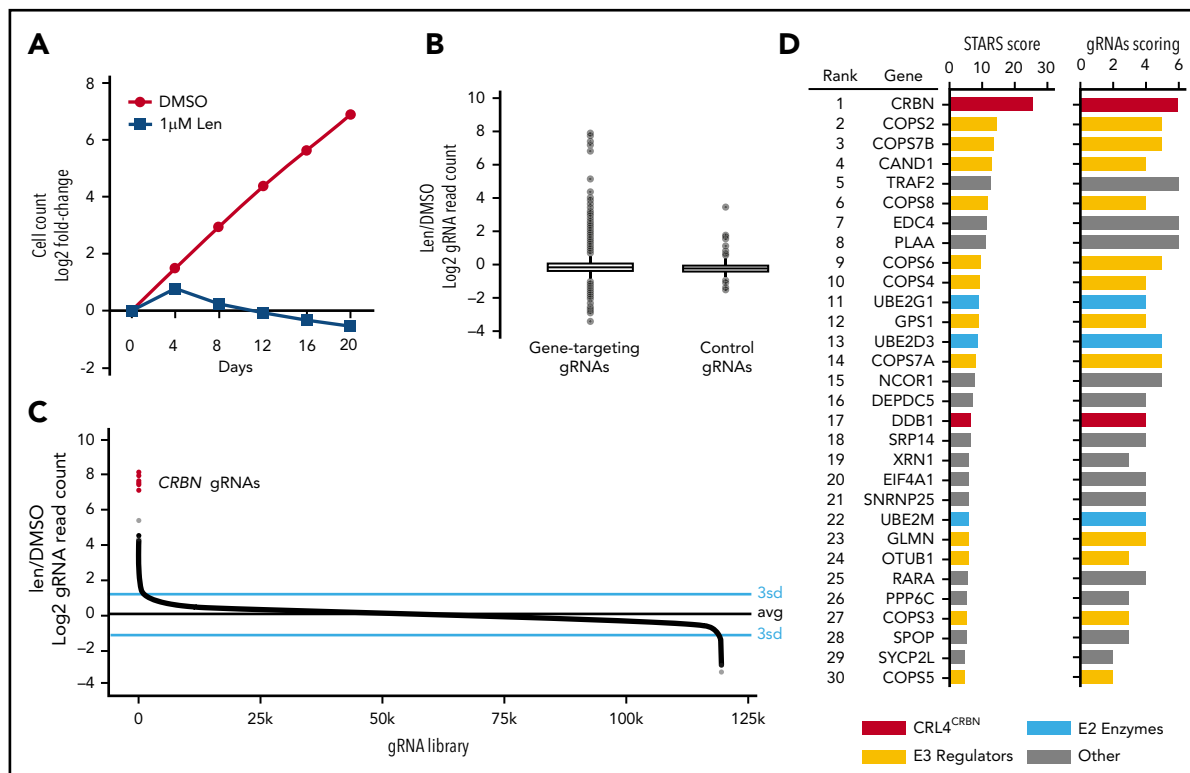 A
8
6
4
2
0
-2
Cell count
Log2 fold-change
DMSO
1μM Len
0 4 8 12 16 20
Days
B
10
8
6
4
2
0
−2
−4
Len/DMSO
Log2 gRNA read count
Gene-targeting
gRNAs
Control
gRNAs
C
10
8
6
4
2
0
−2
−4
len/DMSO
Log2 gRNA read count
CRBN gRNAs
3sd
avg
3sd
0 25k 50k 75k 100k 125k
gRNA library
D
STARS score gRNAs scoring
Rank Gene 0 10 20 30 0 2 4 6
1 CRBN
2 COPS2
3 COPS7B
4 CAND1
5 TRAF2
6 COPS8
7 EDC4
8 PLAA
9 COPS6
10 COPS4
11 UBE2G1
12 GPS1
13 UBE2D3
14 COPS7A
15 NCOR1
16 DEPDC5
17 DDB1
18 SRP14
19 XRN1
20 EIF4A1
21 SNRNP25
22 UBE2M
23 GLMN
24 OTUB1
25 RARA
26 PPP6C
27 COPS3
28 SPOP
29 SYCP2L
30 COPS5
CRL4CRBN E2 Enzymes
E3 Regulators Other